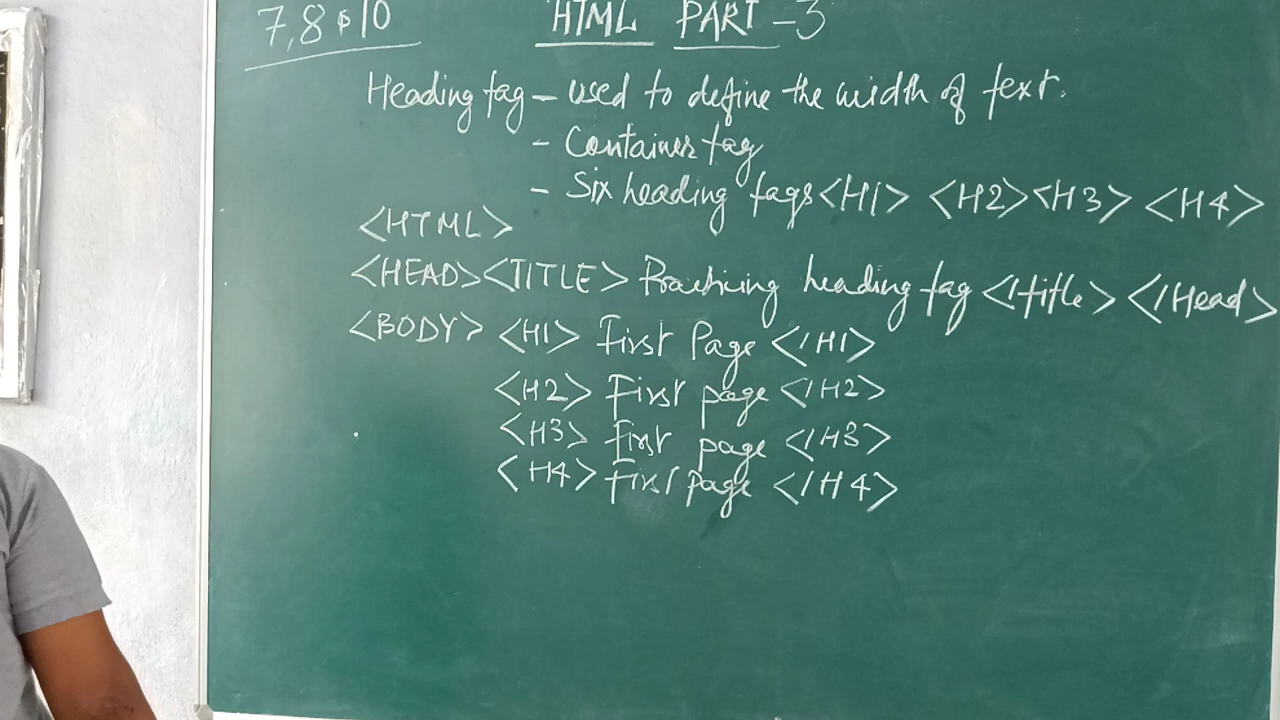 7,8 & 10 HTML PART - 3
Heading tag - used to define the width of text.
- Container tag
- Six heading tags <H1> <H2> <H3> <H4>
<HTML>
<HEAD> <TITLE> Practicing heading tag </title> </Head>
<BODY> <H1> First Page </H1>
<H2> First page </H2>
<H3> first page </H3>
<H4> First page </H4>